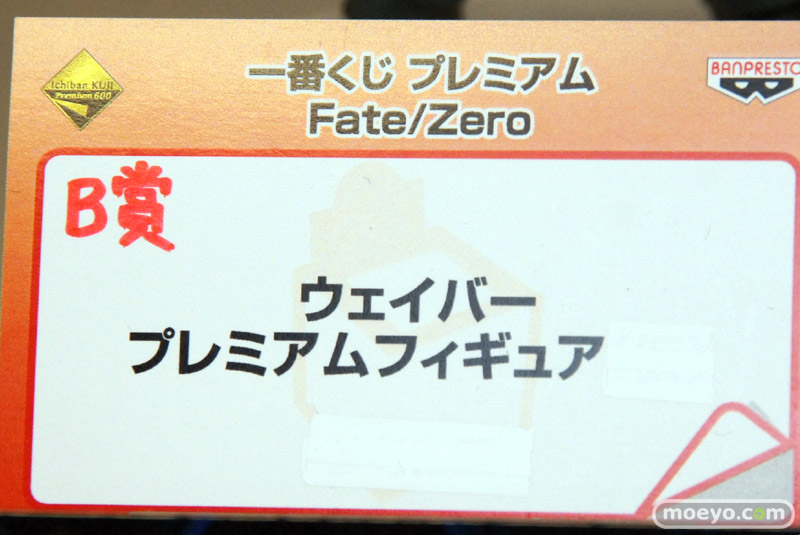 Ichiban KUJI
Premium 600
一番くじ プレミアム
Fate/Zero
BANPRESTO
B賞
ウェイバー
プレミアムフィギュア
moeyo.com